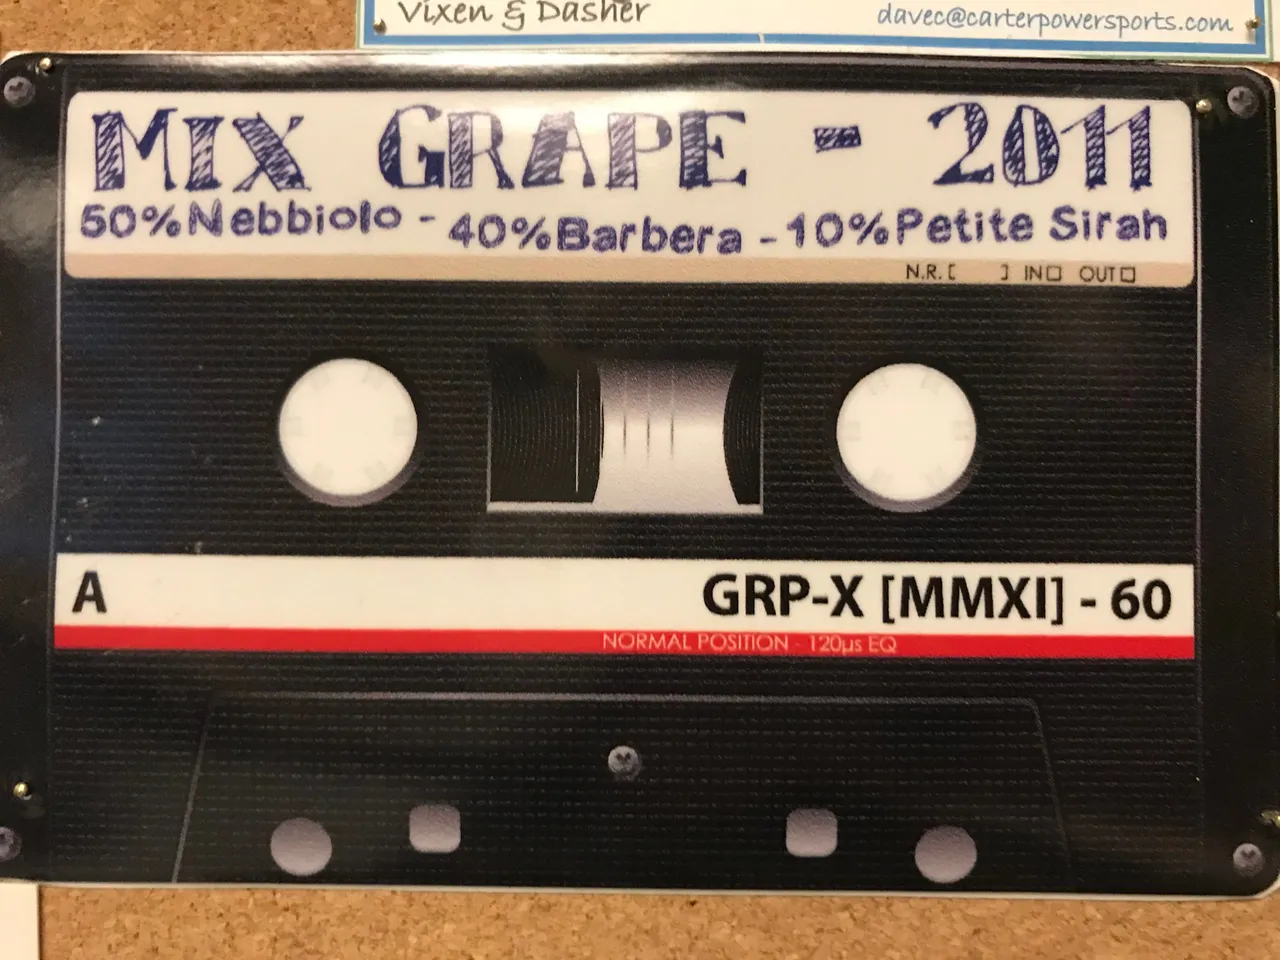 Vixen & Dasher
davec@carterpowersports.com
MIX GRAPE - 2011
50% Nebbiolo - 40% Barbera - 10% Petite Sirah
N.R. [ ] IN☐ OUT☐
A GRP-X [MMXI] - 60
NORMAL POSITION - 120µs EQ